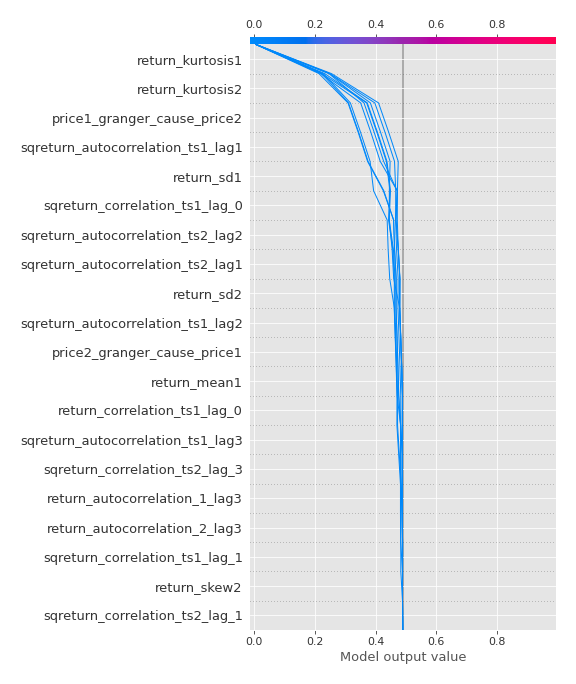 0.0 0.2 0.4 0.6 0.8
return_kurtosis1
return_kurtosis2
price1_granger_cause_price2
sqreturn_autocorrelation_ts1_lag1
return_sd1
sqreturn_correlation_ts1_lag_0
sqreturn_autocorrelation_ts2_lag2
sqreturn_autocorrelation_ts2_lag1
return_sd2
sqreturn_autocorrelation_ts1_lag2
price2_granger_cause_price1
return_mean1
return_correlation_ts1_lag_0
sqreturn_autocorrelation_ts1_lag3
sqreturn_correlation_ts2_lag_3
return_autocorrelation_1_lag3
return_autocorrelation_2_lag3
sqreturn_correlation_ts1_lag_1
return_skew2
sqreturn_correlation_ts2_lag_1
0.0 0.2 0.4 0.6 0.8
Model output value